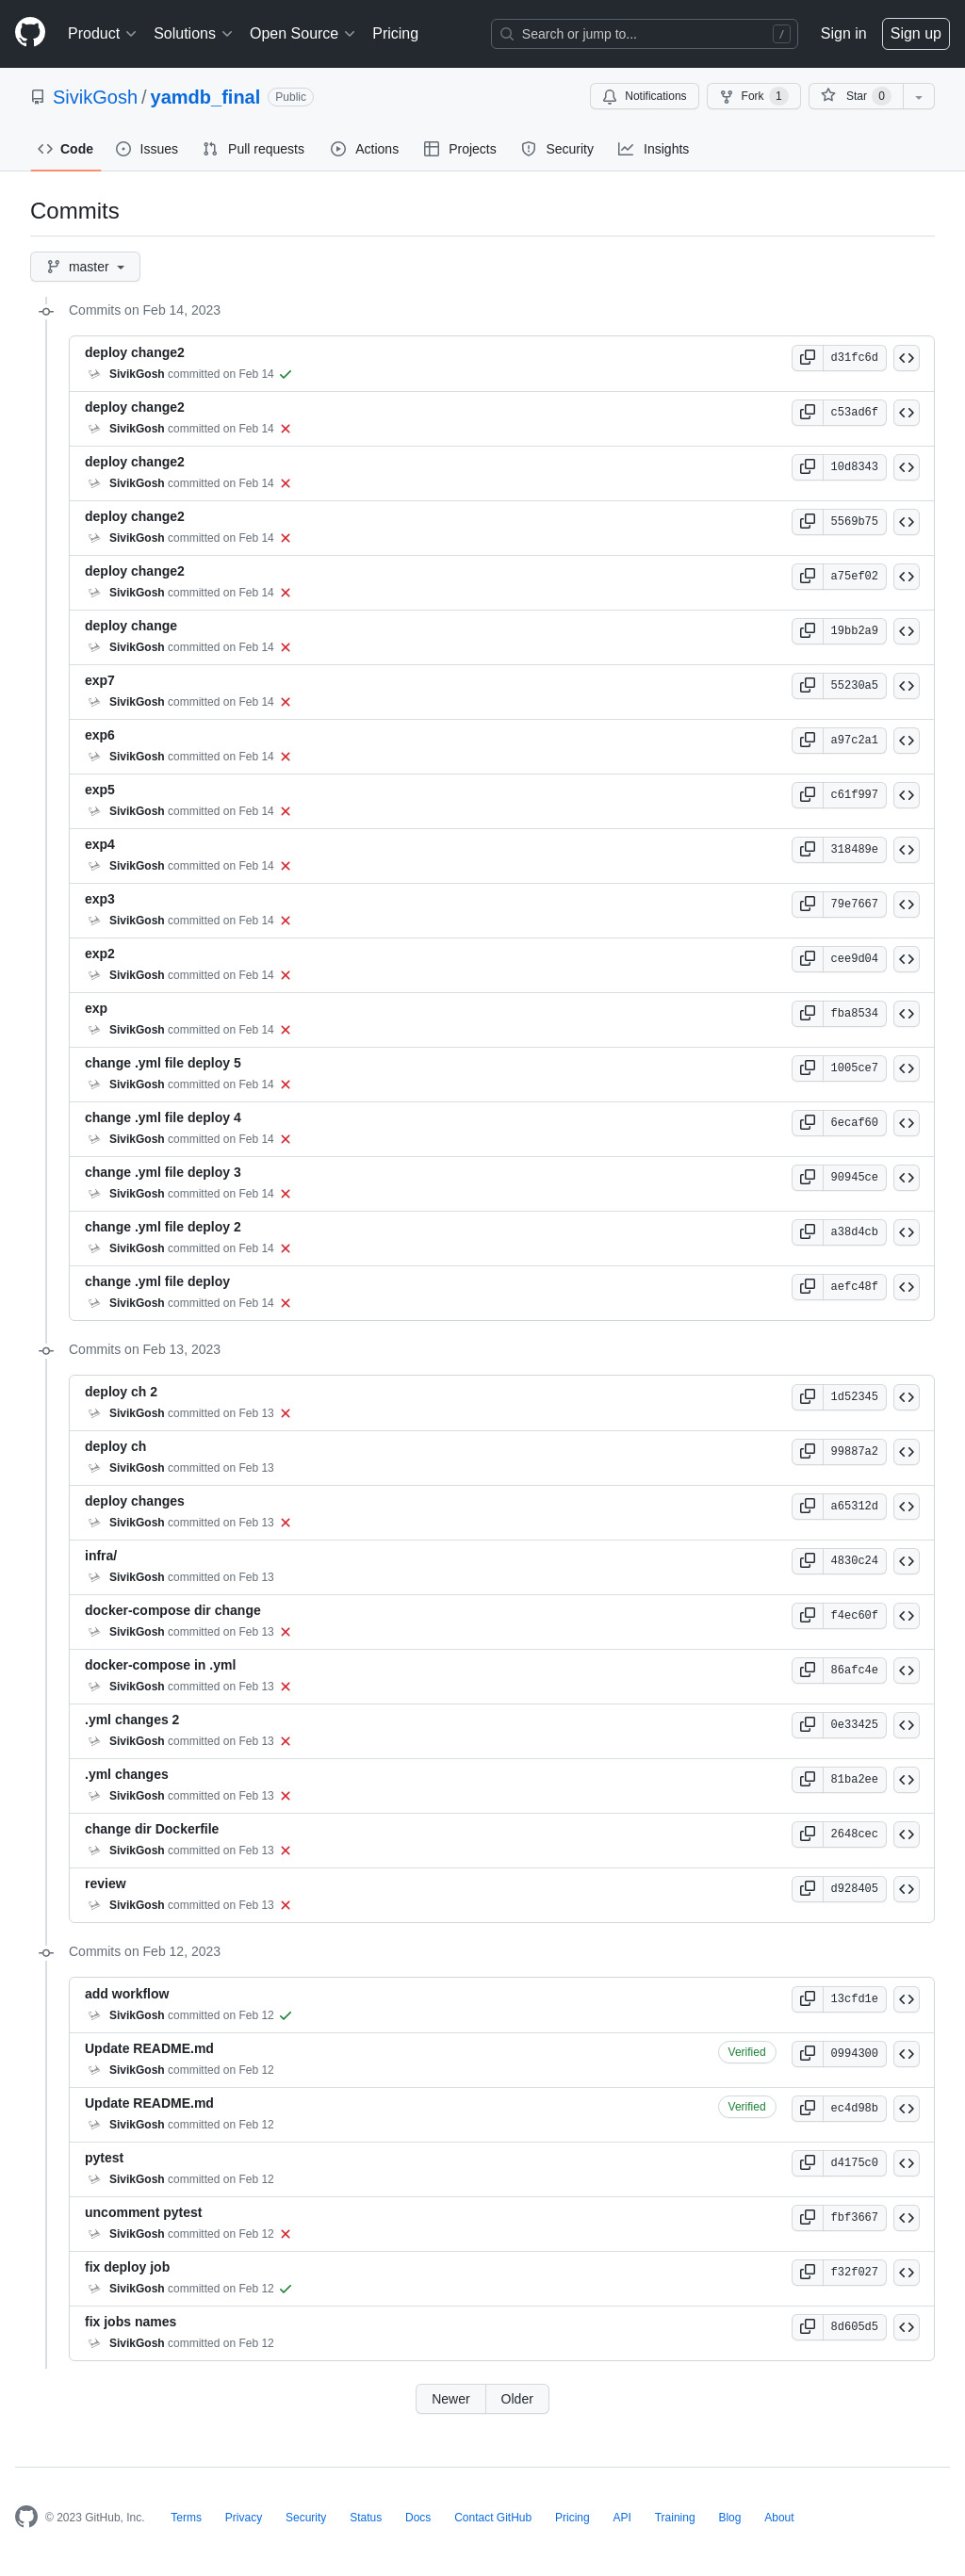 Product Solutions Open Source Pricing Search or jump to... / Sign in Sign up
SivikGosh / yamdb_final Public Notifications Fork 1 Star 0
Code Issues Pull requests Actions Projects Security Insights
Commits
master
Commits on Feb 14, 2023
deploy change2
SivikGosh committed on Feb 14
d31fc6d
deploy change2
SivikGosh committed on Feb 14
c53ad6f
deploy change2
SivikGosh committed on Feb 14
10d8343
deploy change2
SivikGosh committed on Feb 14
5569b75
deploy change2
SivikGosh committed on Feb 14
a75ef02
deploy change
SivikGosh committed on Feb 14
19bb2a9
exp7
SivikGosh committed on Feb 14
55230a5
exp6
SivikGosh committed on Feb 14
a97c2a1
exp5
SivikGosh committed on Feb 14
c61f997
exp4
SivikGosh committed on Feb 14
318489e
exp3
SivikGosh committed on Feb 14
79e7667
exp2
SivikGosh committed on Feb 14
cee9d04
exp
SivikGosh committed on Feb 14
fba8534
change .yml file deploy 5
SivikGosh committed on Feb 14
1005ce7
change .yml file deploy 4
SivikGosh committed on Feb 14
6ecaf60
change .yml file deploy 3
SivikGosh committed on Feb 14
90945ce
change .yml file deploy 2
SivikGosh committed on Feb 14
a38d4cb
change .yml file deploy
SivikGosh committed on Feb 14
aefc48f
Commits on Feb 13, 2023
deploy ch 2
SivikGosh committed on Feb 13
1d52345
deploy ch
SivikGosh committed on Feb 13
99887a2
deploy changes
SivikGosh committed on Feb 13
a65312d
infra/
SivikGosh committed on Feb 13
4830c24
docker-compose dir change
SivikGosh committed on Feb 13
f4ec60f
docker-compose in .yml
SivikGosh committed on Feb 13
86afc4e
.yml changes 2
SivikGosh committed on Feb 13
0e33425
.yml changes
SivikGosh committed on Feb 13
81ba2ee
change dir Dockerfile
SivikGosh committed on Feb 13
2648cec
review
SivikGosh committed on Feb 13
d928405
Commits on Feb 12, 2023
add workflow
SivikGosh committed on Feb 12
13cfd1e
Update README.md
SivikGosh committed on Feb 12
Verified 0994300
Update README.md
SivikGosh committed on Feb 12
Verified ec4d98b
pytest
SivikGosh committed on Feb 12
d4175c0
uncomment pytest
SivikGosh committed on Feb 12
fbf3667
fix deploy job
SivikGosh committed on Feb 12
f32f027
fix jobs names
SivikGosh committed on Feb 12
8d605d5
Newer Older
© 2023 GitHub, Inc. Terms Privacy Security Status Docs Contact GitHub Pricing API Training Blog About